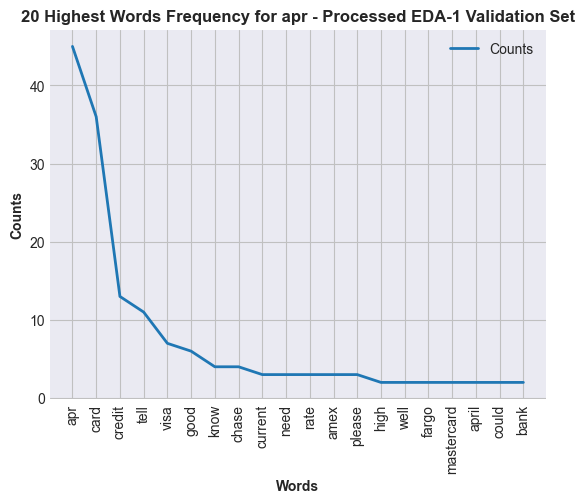 20 Highest Words Frequency for apr - Processed EDA-1 Validation Set
Counts
40
30
20
10
0
Counts
apr
card
credit
tell
visa
good
know
chase
current
need
rate
amex
please
high
well
fargo
mastercard
april
could
bank
Words